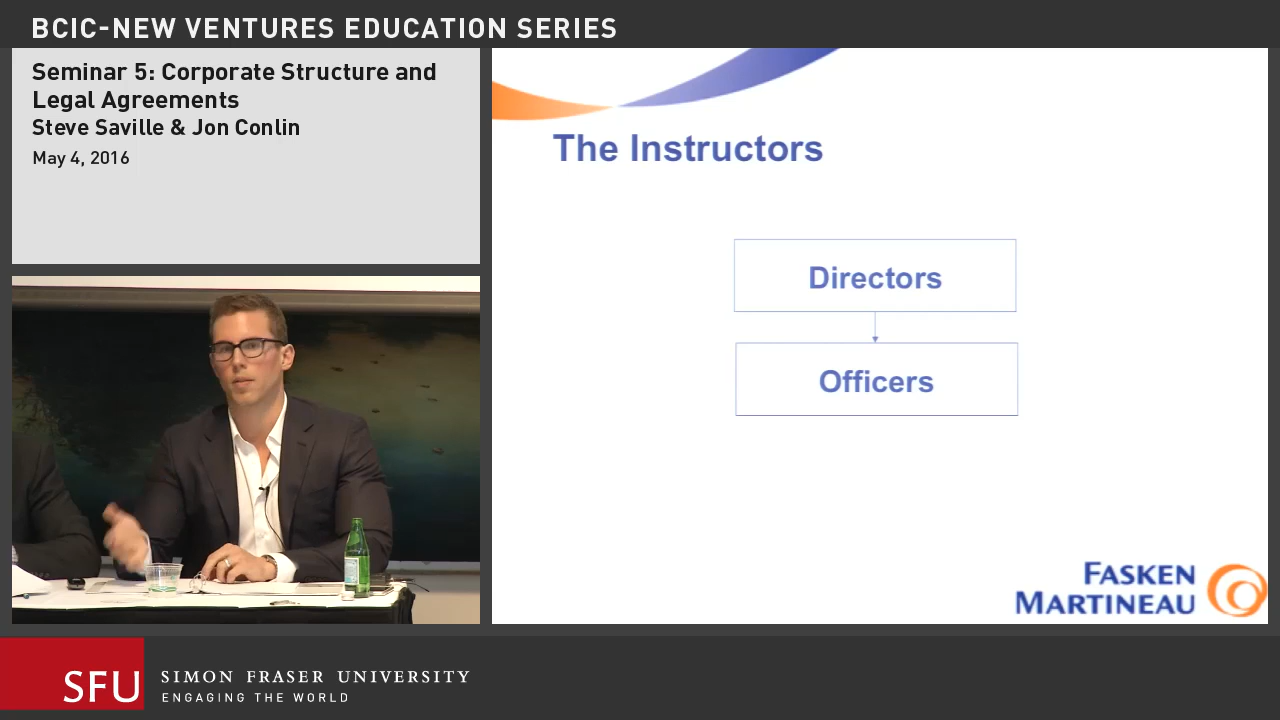 BCIC-NEW VENTURES EDUCATION SERIES
Seminar 5: Corporate Structure and
Legal Agreements
Steve Saville & Jon Conlin
May 4, 2016
The Instructors
Directors
Officers
FASKEN
MARTINEAU
SFU
SIMON FRASER UNIVERSITY
ENGAGING THE WORLD